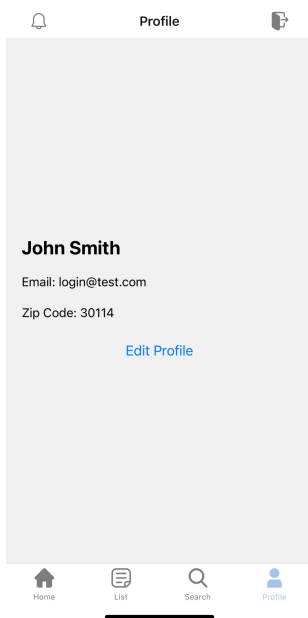 Profile
John Smith
Email: login@test.com
Zip Code: 30114
Edit Profile
Home
List
Search
Profile